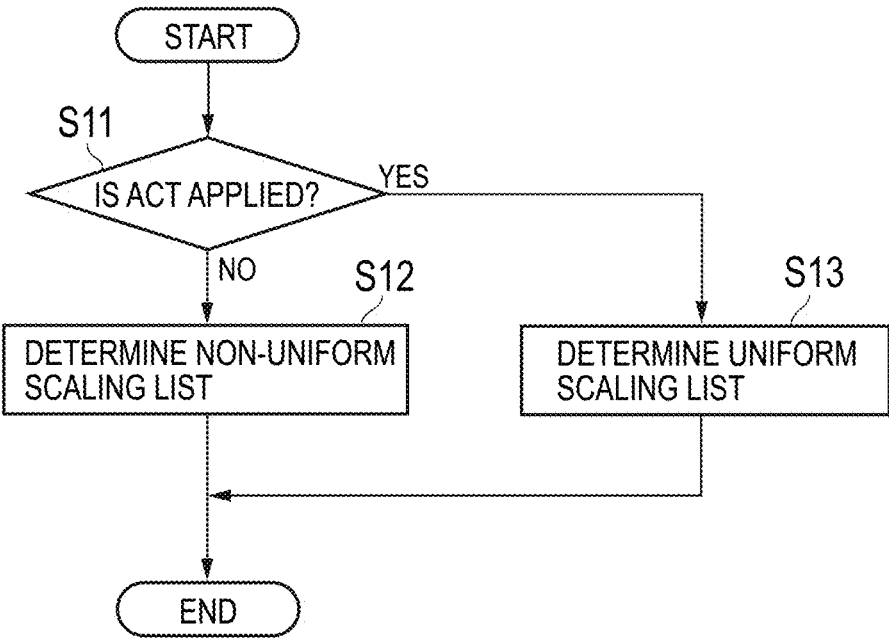 START
S11
IS ACT APPLIED?
YES
NO
S12
DETERMINE NON-UNIFORM
SCALING LIST
S13
DETERMINE UNIFORM
SCALING LIST
END